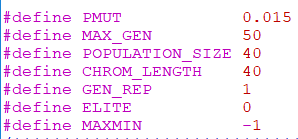 #define PMUT 0.015
#define MAX_GEN 50
#define POPULATION_SIZE 40
#define CHROM_LENGTH 40
#define GEN_REP 1
#define ELITE 0
#define MAXMIN -1